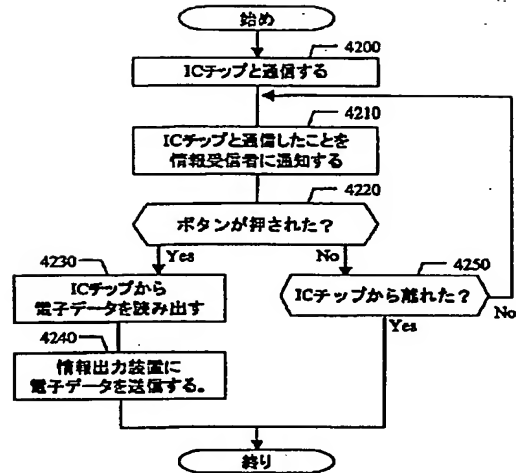 始め
4200
ICチップと通信する
4210
ICチップと通信したことを
情報受信者に通知する
4220
ボタンが押された？
Yes
No
4230
ICチップから
電子データを読み出す
4250
ICチップから離れた？
No
Yes
4240
情報出力装置に
電子データを送信する。
終り